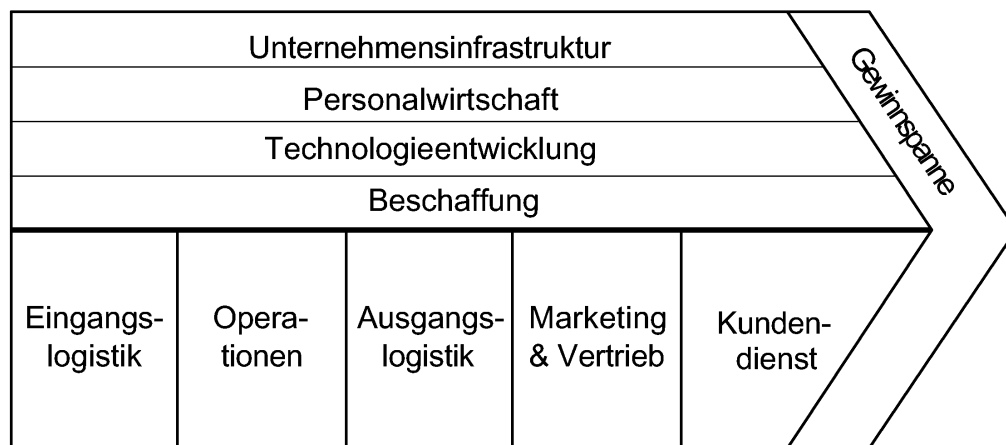 Unternehmensinfrastruktur
Personalwirtschaft
Technologieentwicklung
Beschaffung
Gewinnspanne
Eingangs-
logistik
Opera-
tionen
Ausgangs-
logistik
Marketing
& Vertrieb
Kunden-
dienst